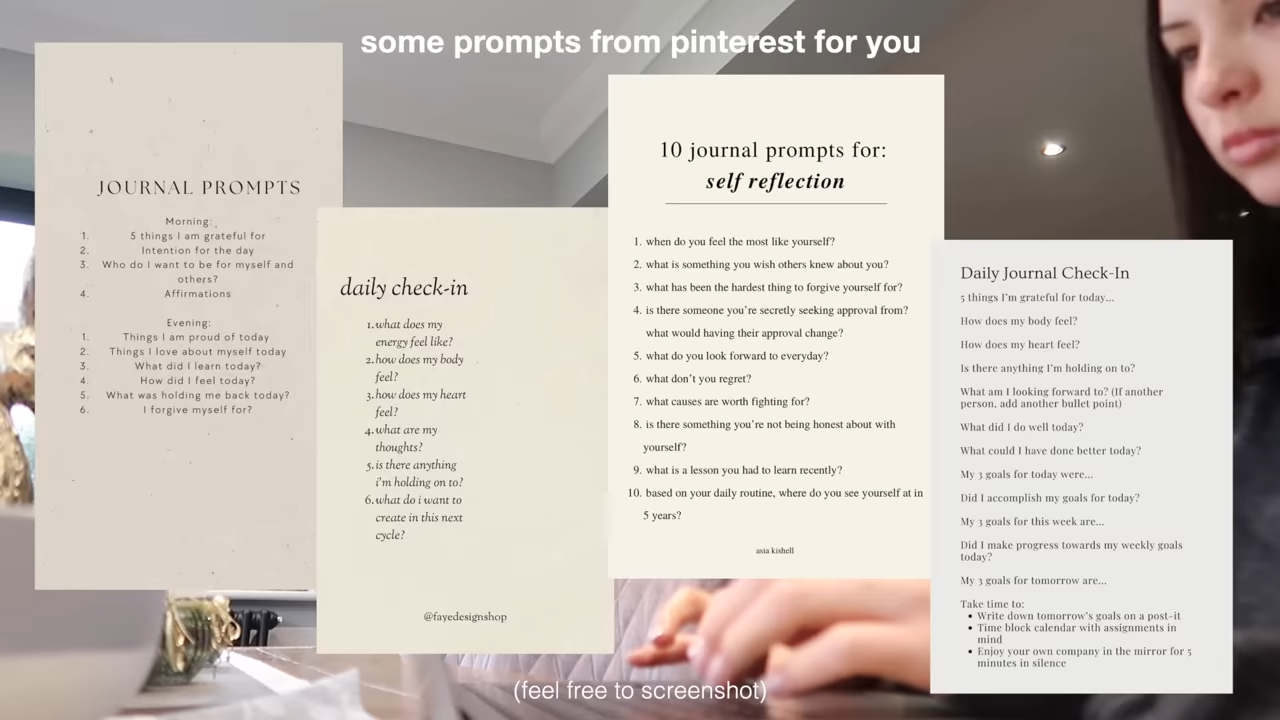 some prompts from pinterest for you
JOURNAL PROMPTS
Morning:
1. 5 things I am grateful for
2. Intention for the day
3. Who do I want to be for myself and
others?
4. Affirmations
Evening:
1. Things I am proud of today
2. Things I love about myself today
3. What did I learn today?
4. How did I feel today?
5. What was holding me back today?
6. I forgive myself for?
daily check-in
1. what does my
energy feel like?
2. how does my body
feel?
3. how does my heart
feel?
4. what are my
thoughts?
5. is there anything
i'm holding on to?
6. what do i want to
create in this next
cycle?
@fayedesignshop
10 journal prompts for:
self reflection
1. when do you feel the most like yourself?
2. what is something you wish others knew about you?
3. what has been the hardest thing to forgive yourself for?
4. is there someone you're secretly seeking approval from?
what would having their approval change?
5. what do you look forward to everyday?
6. what don't you regret?
7. what causes are worth fighting for?
8. is there something you're not being honest about with
yourself?
9. what is a lesson you had to learn recently?
10. based on your daily routine, where do you see yourself at in
5 years?
asia kishell
Daily Journal Check-In
5 things I'm grateful for today...
How does my body feel?
How does my heart feel?
Is there anything I'm holding on to?
What am I looking forward to? (If another
person, add another bullet point)
What did I do well today?
What could I have done better today?
My 3 goals for today were...
Did I accomplish my goals for today?
My 3 goals for this week are...
Did I make progress towards my weekly goals
today?
My 3 goals for tomorrow are...
Take time to:
• Write down tomorrow's goals on a post-it
• Time block calendar with assignments in
mind
• Enjoy your own company in the mirror for 5
minutes in silence
(feel free to screenshot)